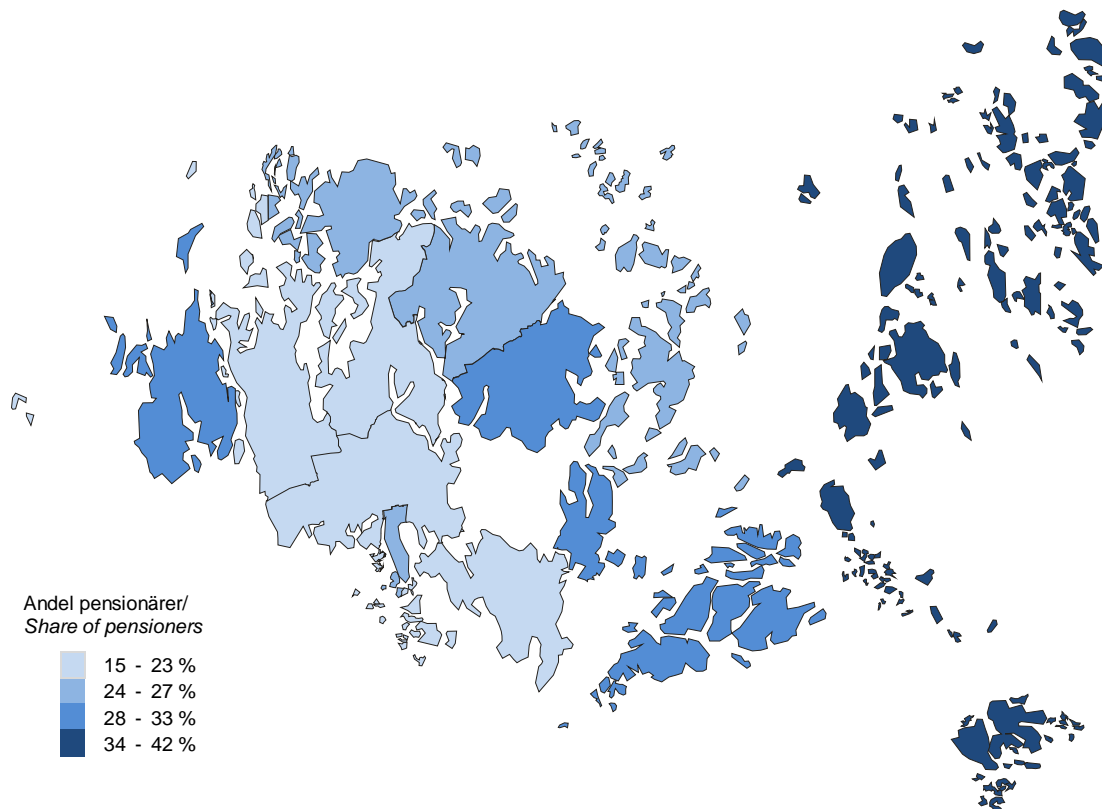 Andel pensionärer/
Share of pensioners
15 - 23 %
24 - 27 %
28 - 33 %
34 - 42 %